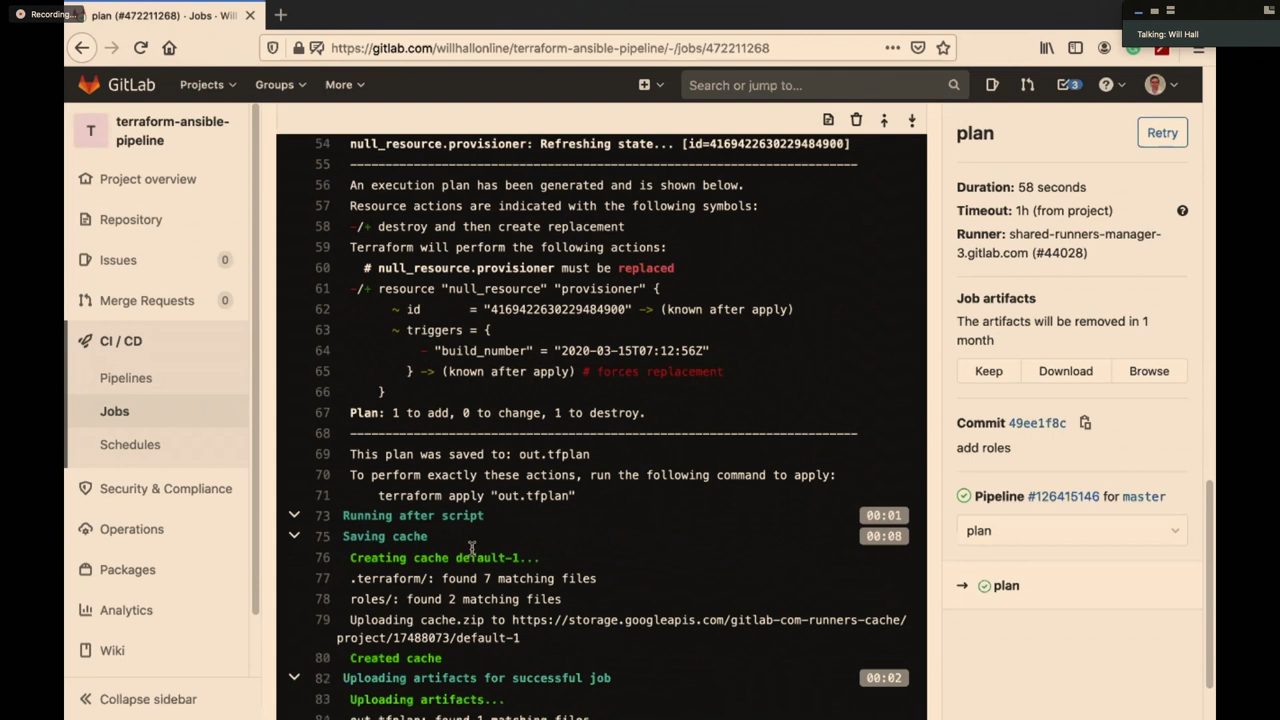 Recording...
plan (#472211268) · Jobs · Will
Talking: Will Hall
https://gitlab.com/willhallonline/terraform-ansible-pipeline/-/jobs/472211268
GitLab
Projects
Groups
More
Search or jump to...
3
T
terraform-ansible-
pipeline
Project overview
Repository
Issues 0
Merge Requests 0
CI / CD
Pipelines
Jobs
Schedules
Security & Compliance
Operations
Packages
Analytics
Wiki
Collapse sidebar
54 null_resource.provisioner: Refreshing state... [id=4169422630229484900]
55 ------------------------------------------------------------------------
56 An execution plan has been generated and is shown below.
57 Resource actions are indicated with the following symbols:
58 -/+ destroy and then create replacement
59 Terraform will perform the following actions:
60 # null_resource.provisioner must be replaced
61 -/+ resource "null_resource" "provisioner" {
62 ~ id = "4169422630229484900" -> (known after apply)
63 ~ triggers = {
64 - "build_number" = "2020-03-15T07:12:56Z"
65 } -> (known after apply) # forces replacement
66 }
67 Plan: 1 to add, 0 to change, 1 to destroy.
68 ------------------------------------------------------------------------
69 This plan was saved to: out.tfplan
70 To perform exactly these actions, run the following command to apply:
71 terraform apply "out.tfplan"
73 Running after script 00:01
75 Saving cache 00:08
76 Creating cache default-1...
77 .terraform/: found 7 matching files
78 roles/: found 2 matching files
79 Uploading cache.zip to https://storage.googleapis.com/gitlab-com-runners-cache/
project/17488073/default-1
80 Created cache
82 Uploading artifacts for successful job 00:02
83 Uploading artifacts...
84 out.tfplan: found 1 matching files
plan
Retry
Duration: 58 seconds
Timeout: 1h (from project)
Runner: shared-runners-manager-
3.gitlab.com (#44028)
Job artifacts
The artifacts will be removed in 1
month
Keep
Download
Browse
Commit 49ee1f8c
add roles
Pipeline #126415146 for master
plan
plan